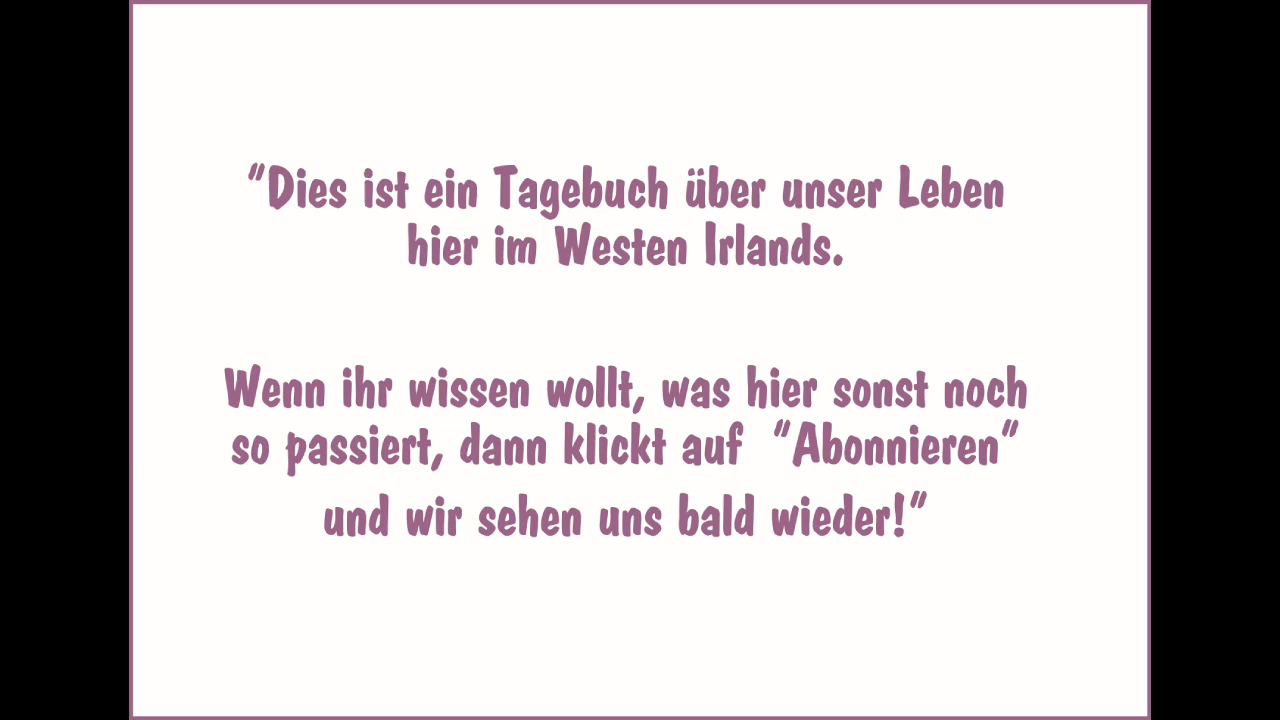 "Dies ist ein Tagebuch über unser Leben
hier im Westen Irlands.
Wenn ihr wissen wollt, was hier sonst noch
so passiert, dann klickt auf "Abonnieren"
und wir sehen uns bald wieder!"